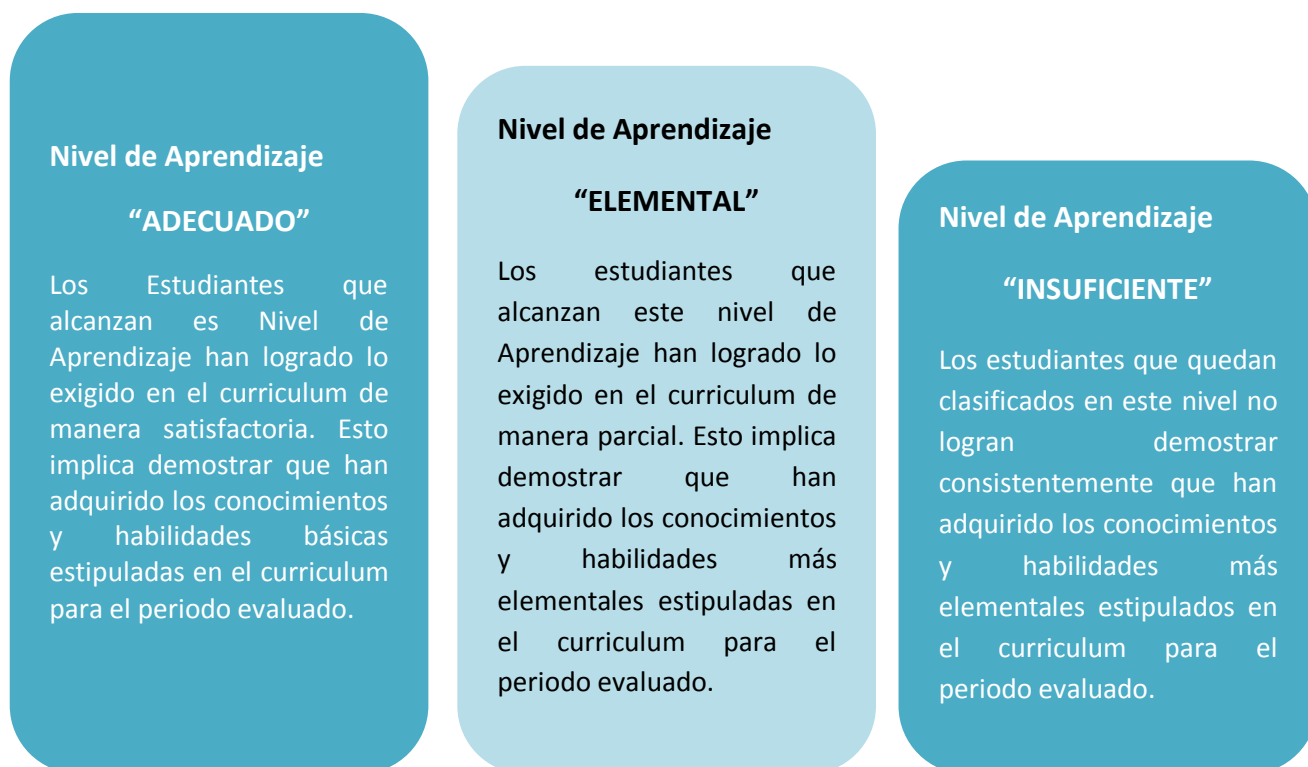 Nivel de Aprendizaje
“ADECUADO”
Los Estudiantes que
alcanzan es Nivel de
Aprendizaje han logrado lo
exigido en el curriculum de
manera satisfactoria. Esto
implica demostrar que han
adquirido los conocimientos
y habilidades básicas
estipuladas en el curriculum
para el periodo evaluado.
Nivel de Aprendizaje
“ELEMENTAL”
Los estudiantes que
alcanzan este nivel de
Aprendizaje han logrado lo
exigido en el curriculum de
manera parcial. Esto implica
demostrar que han
adquirido los conocimientos
y habilidades más
elementales estipuladas en
el curriculum para el
periodo evaluado.
Nivel de Aprendizaje
“INSUFICIENTE”
Los estudiantes que quedan
clasificados en este nivel no
logran demostrar
consistentemente que han
adquirido los conocimientos
y habilidades más
elementales estipulados en
el curriculum para el
periodo evaluado.